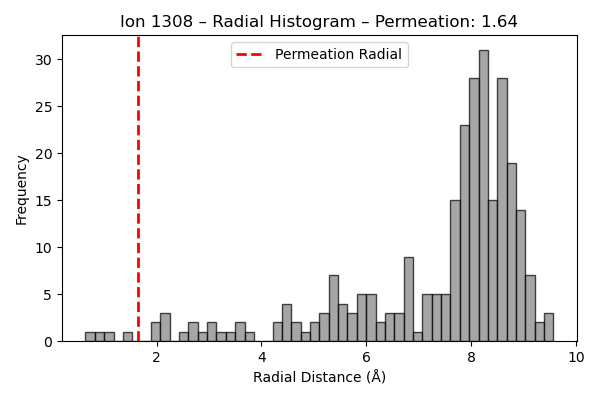 Ion 1308 – Radial Histogram – Permeation: 1.64
Permeation Radial
Frequency
30
25
20
15
10
5
0
2 4 6 8 10
Radial Distance (Å)